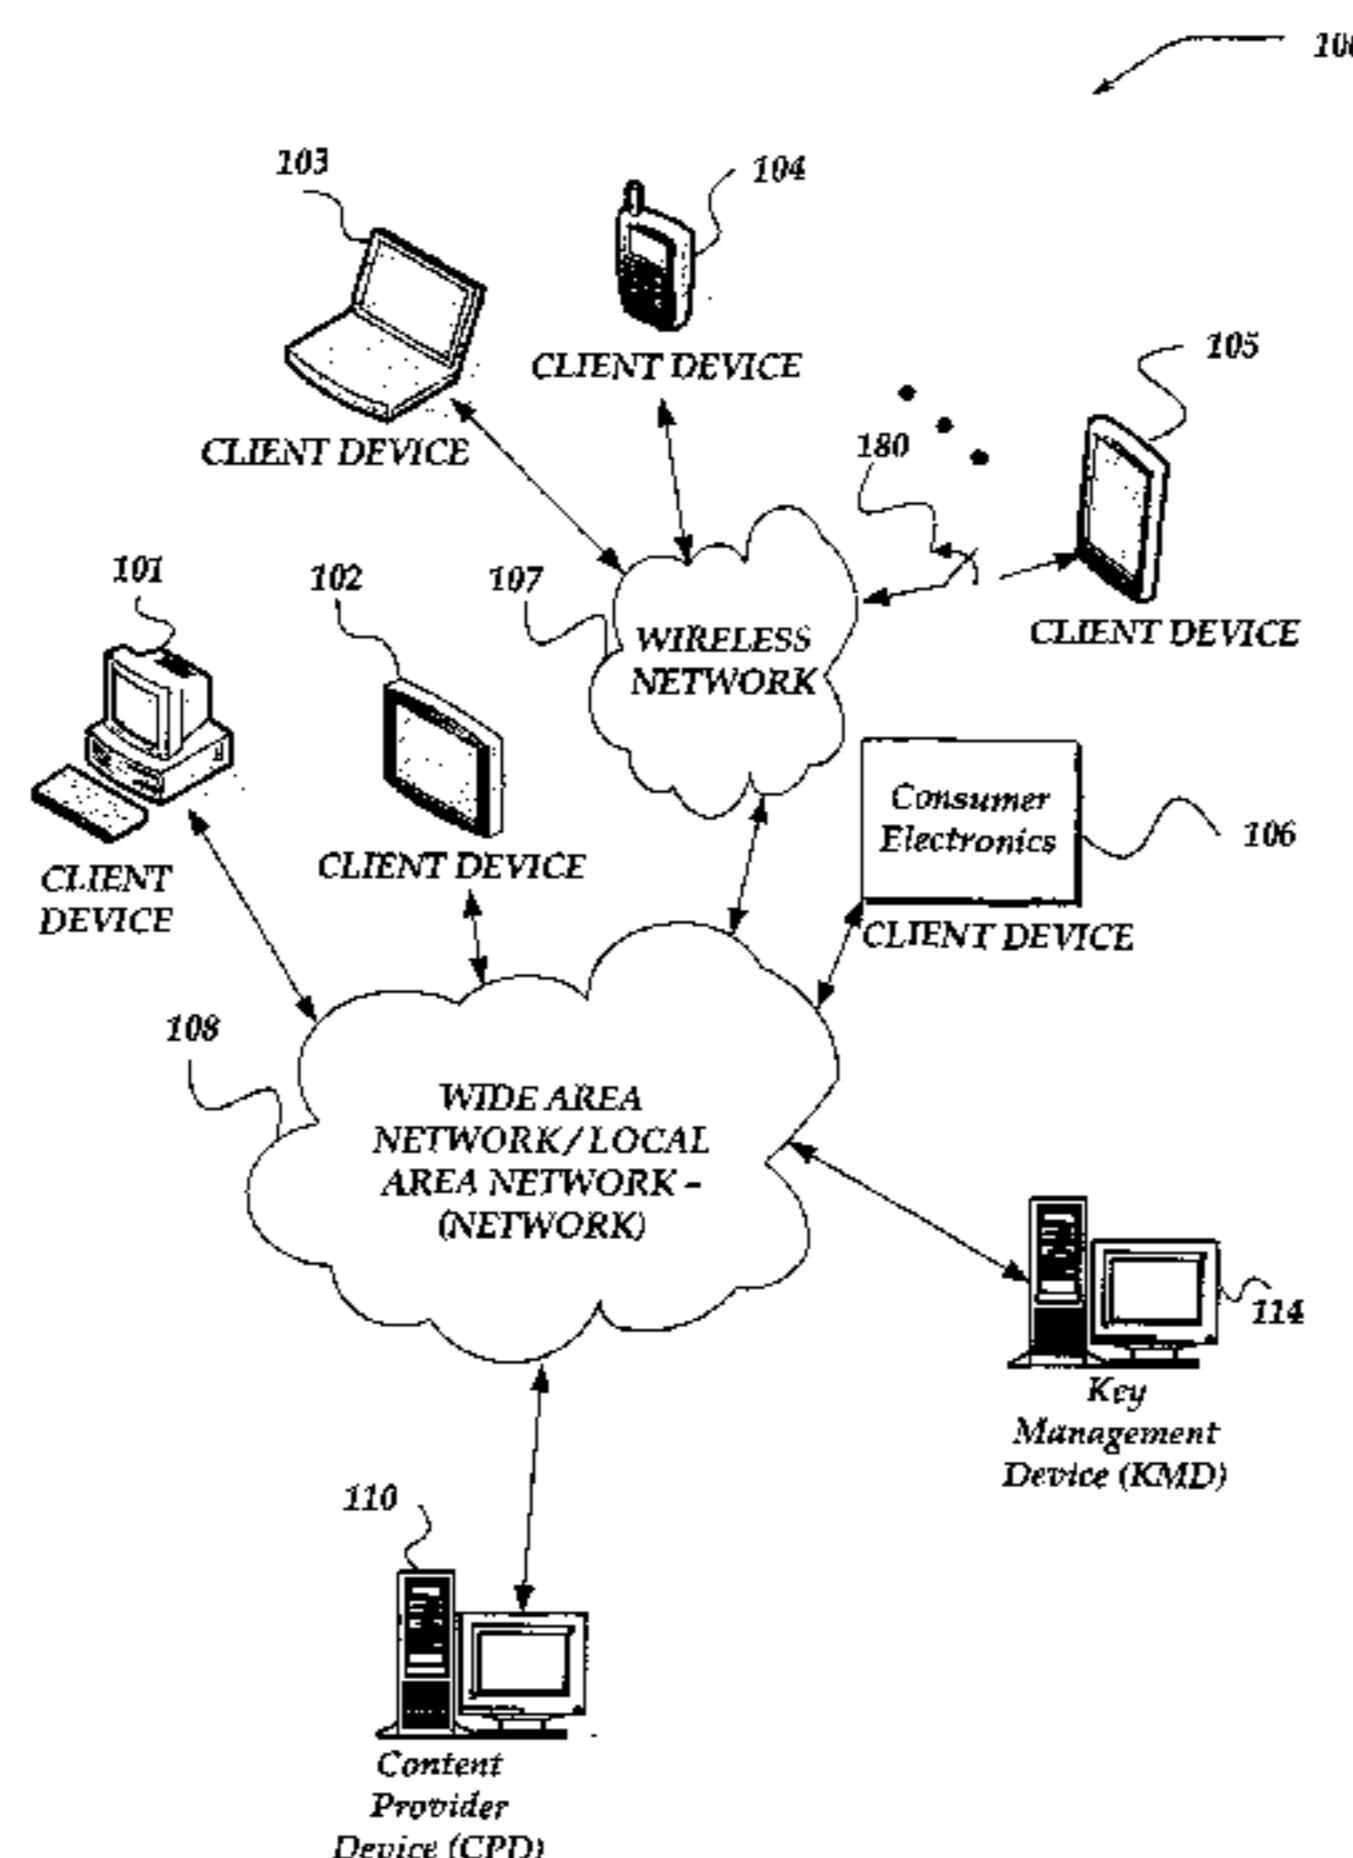 100
103
104
CLIENT DEVICE
105
CLIENT DEVICE
180
CLIENT DEVICE
101
102
107
WIRELESS
NETWORK
Consumer
Electronics
106
CLIENT DEVICE
CLIENT
DEVICE
CLIENT DEVICE
108
WIDE AREA
NETWORK / LOCAL
AREA NETWORK -
(NETWORK)
114
Key
Management
Device (KMD)
110
Content
Provider
Device (CPD)